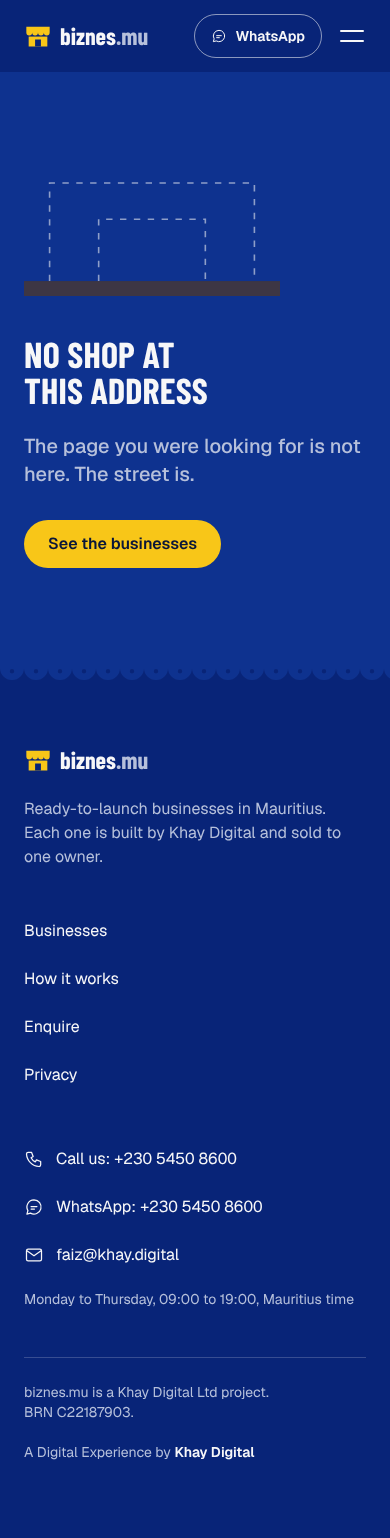 biznes.mu
WhatsApp
NO SHOP AT
THIS ADDRESS
The page you were looking for is not
here. The street is.
See the businesses
biznes.mu
Ready-to-launch businesses in Mauritius.
Each one is built by Khay Digital and sold to
one owner.
Businesses
How it works
Enquire
Privacy
Call us: +230 5450 8600
WhatsApp: +230 5450 8600
faiz@khay.digital
Monday to Thursday, 09:00 to 19:00, Mauritius time
biznes.mu is a Khay Digital Ltd project.
BRN C22187903.
A Digital Experience by Khay Digital